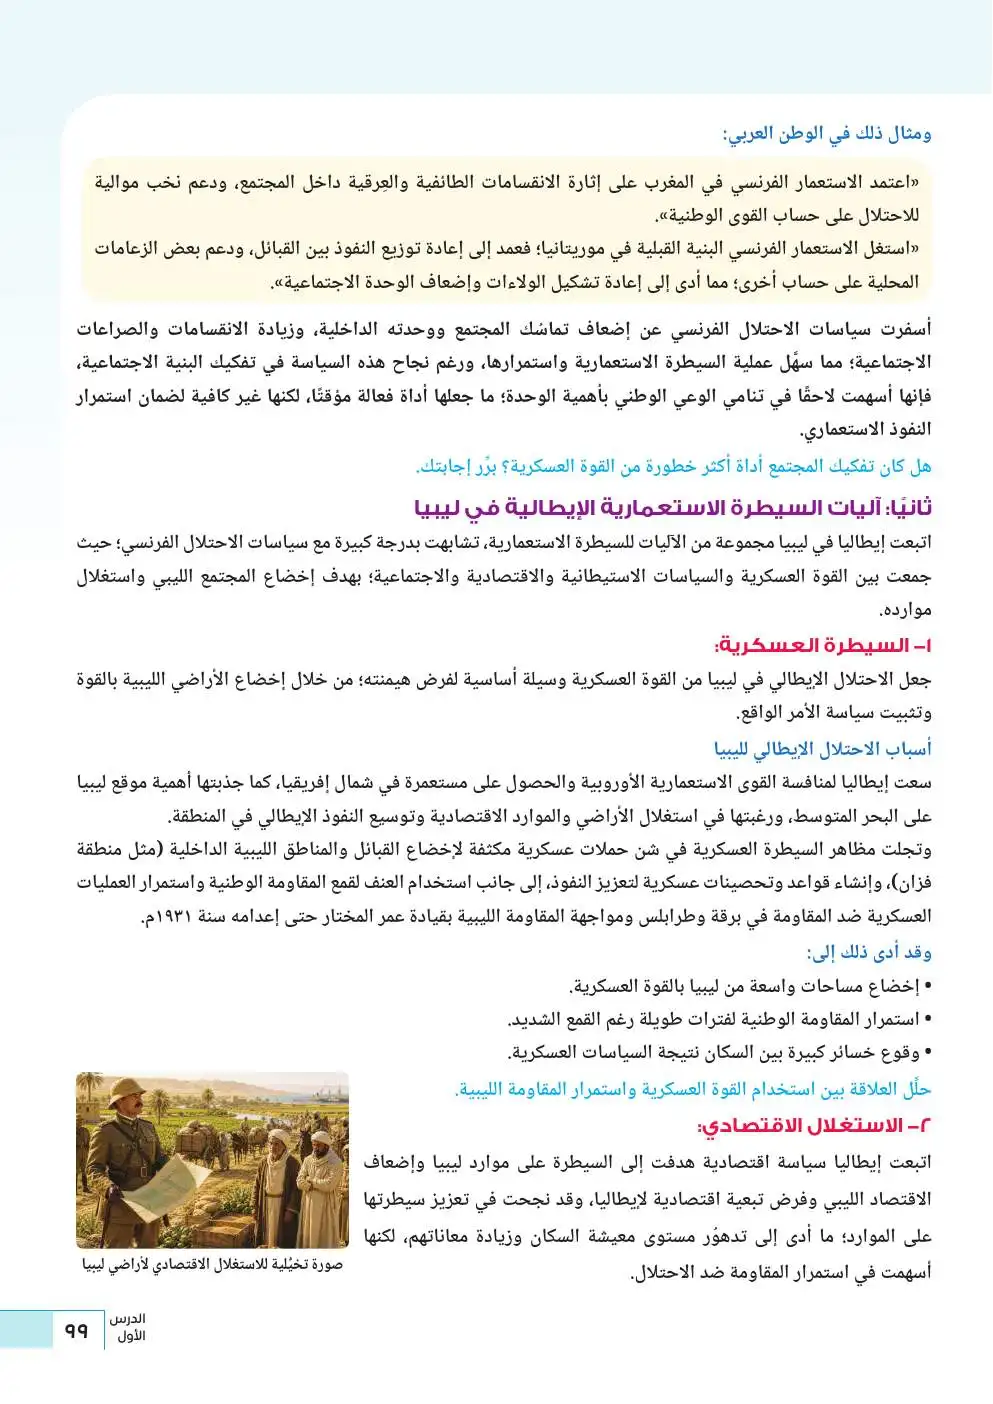 ومثال ذلك في الوطن العربي:
«اعتمد الاستعمار الفرنسي في المغرب على إثارة الانقسامات الطائفية والعِرقية داخل المجتمع، ودعم نخب موالية
للاحتلال على حساب القوى الوطنية».
«استغل الاستعمار الفرنسي البنية القبلية في موريتانيا؛ فعمد إلى إعادة توزيع النفوذ بين القبائل، ودعم بعض الزعامات
المحلية على حساب أخرى؛ مما أدى إلى إعادة تشكيل الولاءات وإضعاف الوحدة الاجتماعية».
أسفرت سياسات الاحتلال الفرنسي عن إضعاف تماسُك المجتمع ووحدته الداخلية، وزيادة الانقسامات والصراعات
الاجتماعية؛ مما سهَّل عملية السيطرة الاستعمارية واستمرارها، ورغم نجاح هذه السياسة في تفكيك البنية الاجتماعية،
فإنها أسهمت لاحقًا في تنامي الوعي الوطني بأهمية الوحدة؛ ما جعلها أداة فعالة مؤقتًا، لكنها غير كافية لضمان استمرار
النفوذ الاستعماري.
هل كان تفكيك المجتمع أداة أكثر خطورة من القوة العسكرية؟ برِّر إجابتك.
ثانيًا: آليات السيطرة الاستعمارية الإيطالية في ليبيا
اتبعت إيطاليا في ليبيا مجموعة من الآليات للسيطرة الاستعمارية، تشابهت بدرجة كبيرة مع سياسات الاحتلال الفرنسي؛ حيث
جمعت بين القوة العسكرية والسياسات الاستيطانية والاقتصادية والاجتماعية؛ بهدف إخضاع المجتمع الليبي واستغلال
موارده.
١- السيطرة العسكرية:
جعل الاحتلال الإيطالي في ليبيا من القوة العسكرية وسيلة أساسية لفرض هيمنته؛ من خلال إخضاع الأراضي الليبية بالقوة
وتثبيت سياسة الأمر الواقع.
أسباب الاحتلال الإيطالي لليبيا
سعت إيطاليا لمنافسة القوى الاستعمارية الأوروبية والحصول على مستعمرة في شمال إفريقيا، كما جذبتها أهمية موقع ليبيا
على البحر المتوسط، ورغبتها في استغلال الأراضي والموارد الاقتصادية وتوسيع النفوذ الإيطالي في المنطقة.
وتجلت مظاهر السيطرة العسكرية في شن حملات عسكرية مكثفة لإخضاع القبائل والمناطق الليبية الداخلية (مثل منطقة
فزان)، وإنشاء قواعد وتحصينات عسكرية لتعزيز النفوذ، إلى جانب استخدام العنف لقمع المقاومة الوطنية واستمرار العمليات
العسكرية ضد المقاومة في برقة وطرابلس ومواجهة المقاومة الليبية بقيادة عمر المختار حتى إعدامه سنة ١٩٣١م.
وقد أدى ذلك إلى:
• إخضاع مساحات واسعة من ليبيا بالقوة العسكرية.
• استمرار المقاومة الوطنية لفترات طويلة رغم القمع الشديد.
• وقوع خسائر كبيرة بين السكان نتيجة السياسات العسكرية.
حلِّل العلاقة بين استخدام القوة العسكرية واستمرار المقاومة الليبية.
٢- الاستغلال الاقتصادي:
اتبعت إيطاليا سياسة اقتصادية هدفت إلى السيطرة على موارد ليبيا وإضعاف
الاقتصاد الليبي وفرض تبعية اقتصادية لإيطاليا، وقد نجحت في تعزيز سيطرتها
على الموارد؛ ما أدى إلى تدهوُر مستوى معيشة السكان وزيادة معاناتهم، لكنها
أسهمت في استمرار المقاومة ضد الاحتلال.
صورة تخيُّلية للاستغلال الاقتصادي لأراضي ليبيا
الدرس
الأول
٩٩